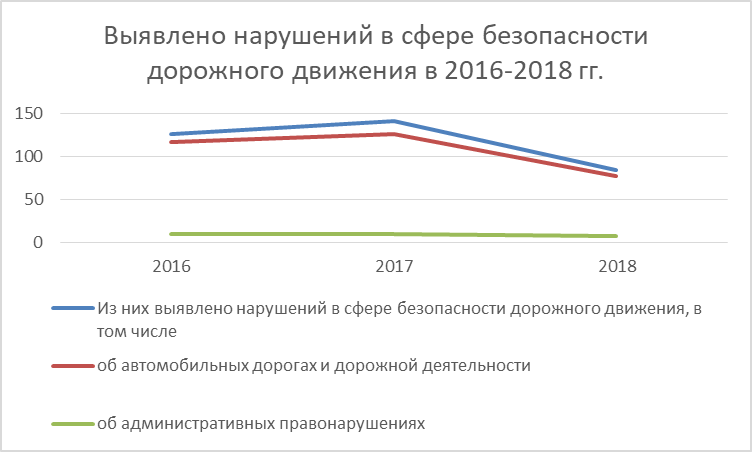 Выявлено нарушений в сфере безопасности
дорожного движения в 2016-2018 гг.
150
100
50
0
2016 2017 2018
Из них выявлено нарушений в сфере безопасности дорожного движения, в
том числе
об автомобильных дорогах и дорожной деятельности
об административных правонарушениях